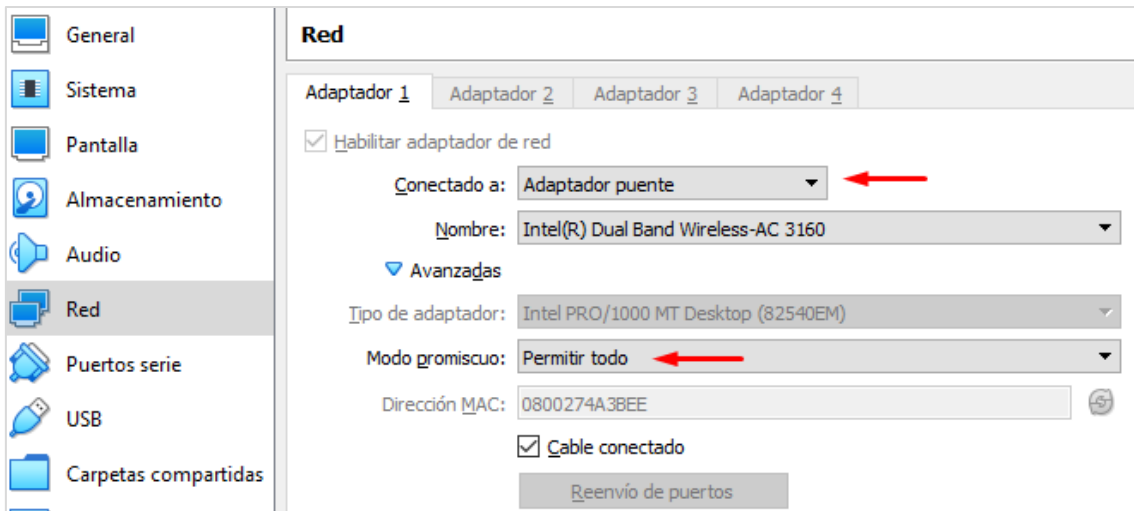 General
Sistema
Pantalla
Almacenamiento
Audio
Red
Puertos serie
USB
Carpetas compartidas
Red
Adaptador 1 Adaptador 2 Adaptador 3 Adaptador 4
Habilitar adaptador de red
Conectado a: Adaptador puente
Nombre: Intel(R) Dual Band Wireless-AC 3160
Avanzadas
Tipo de adaptador: Intel PRO/1000 MT Desktop (82540EM)
Modo promiscuo: Permitir todo
Dirección MAC: 0800274A3BEE
Cable conectado
Reenvío de puertos